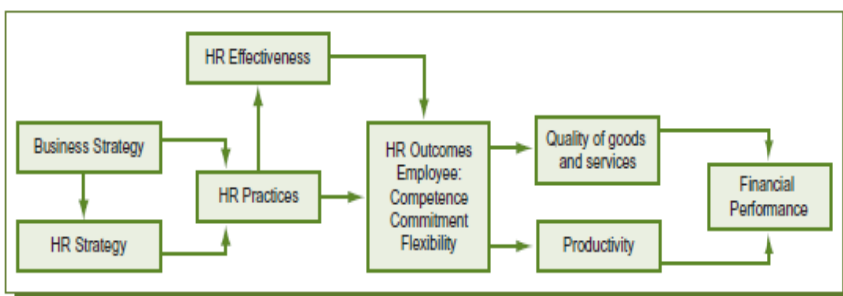 HR Effectiveness
Business Strategy
HR Strategy
HR Practices
HR Outcomes
Employee:
Competence
Commitment
Flexibility
Quality of goods
and services
Productivity
Financial
Performance